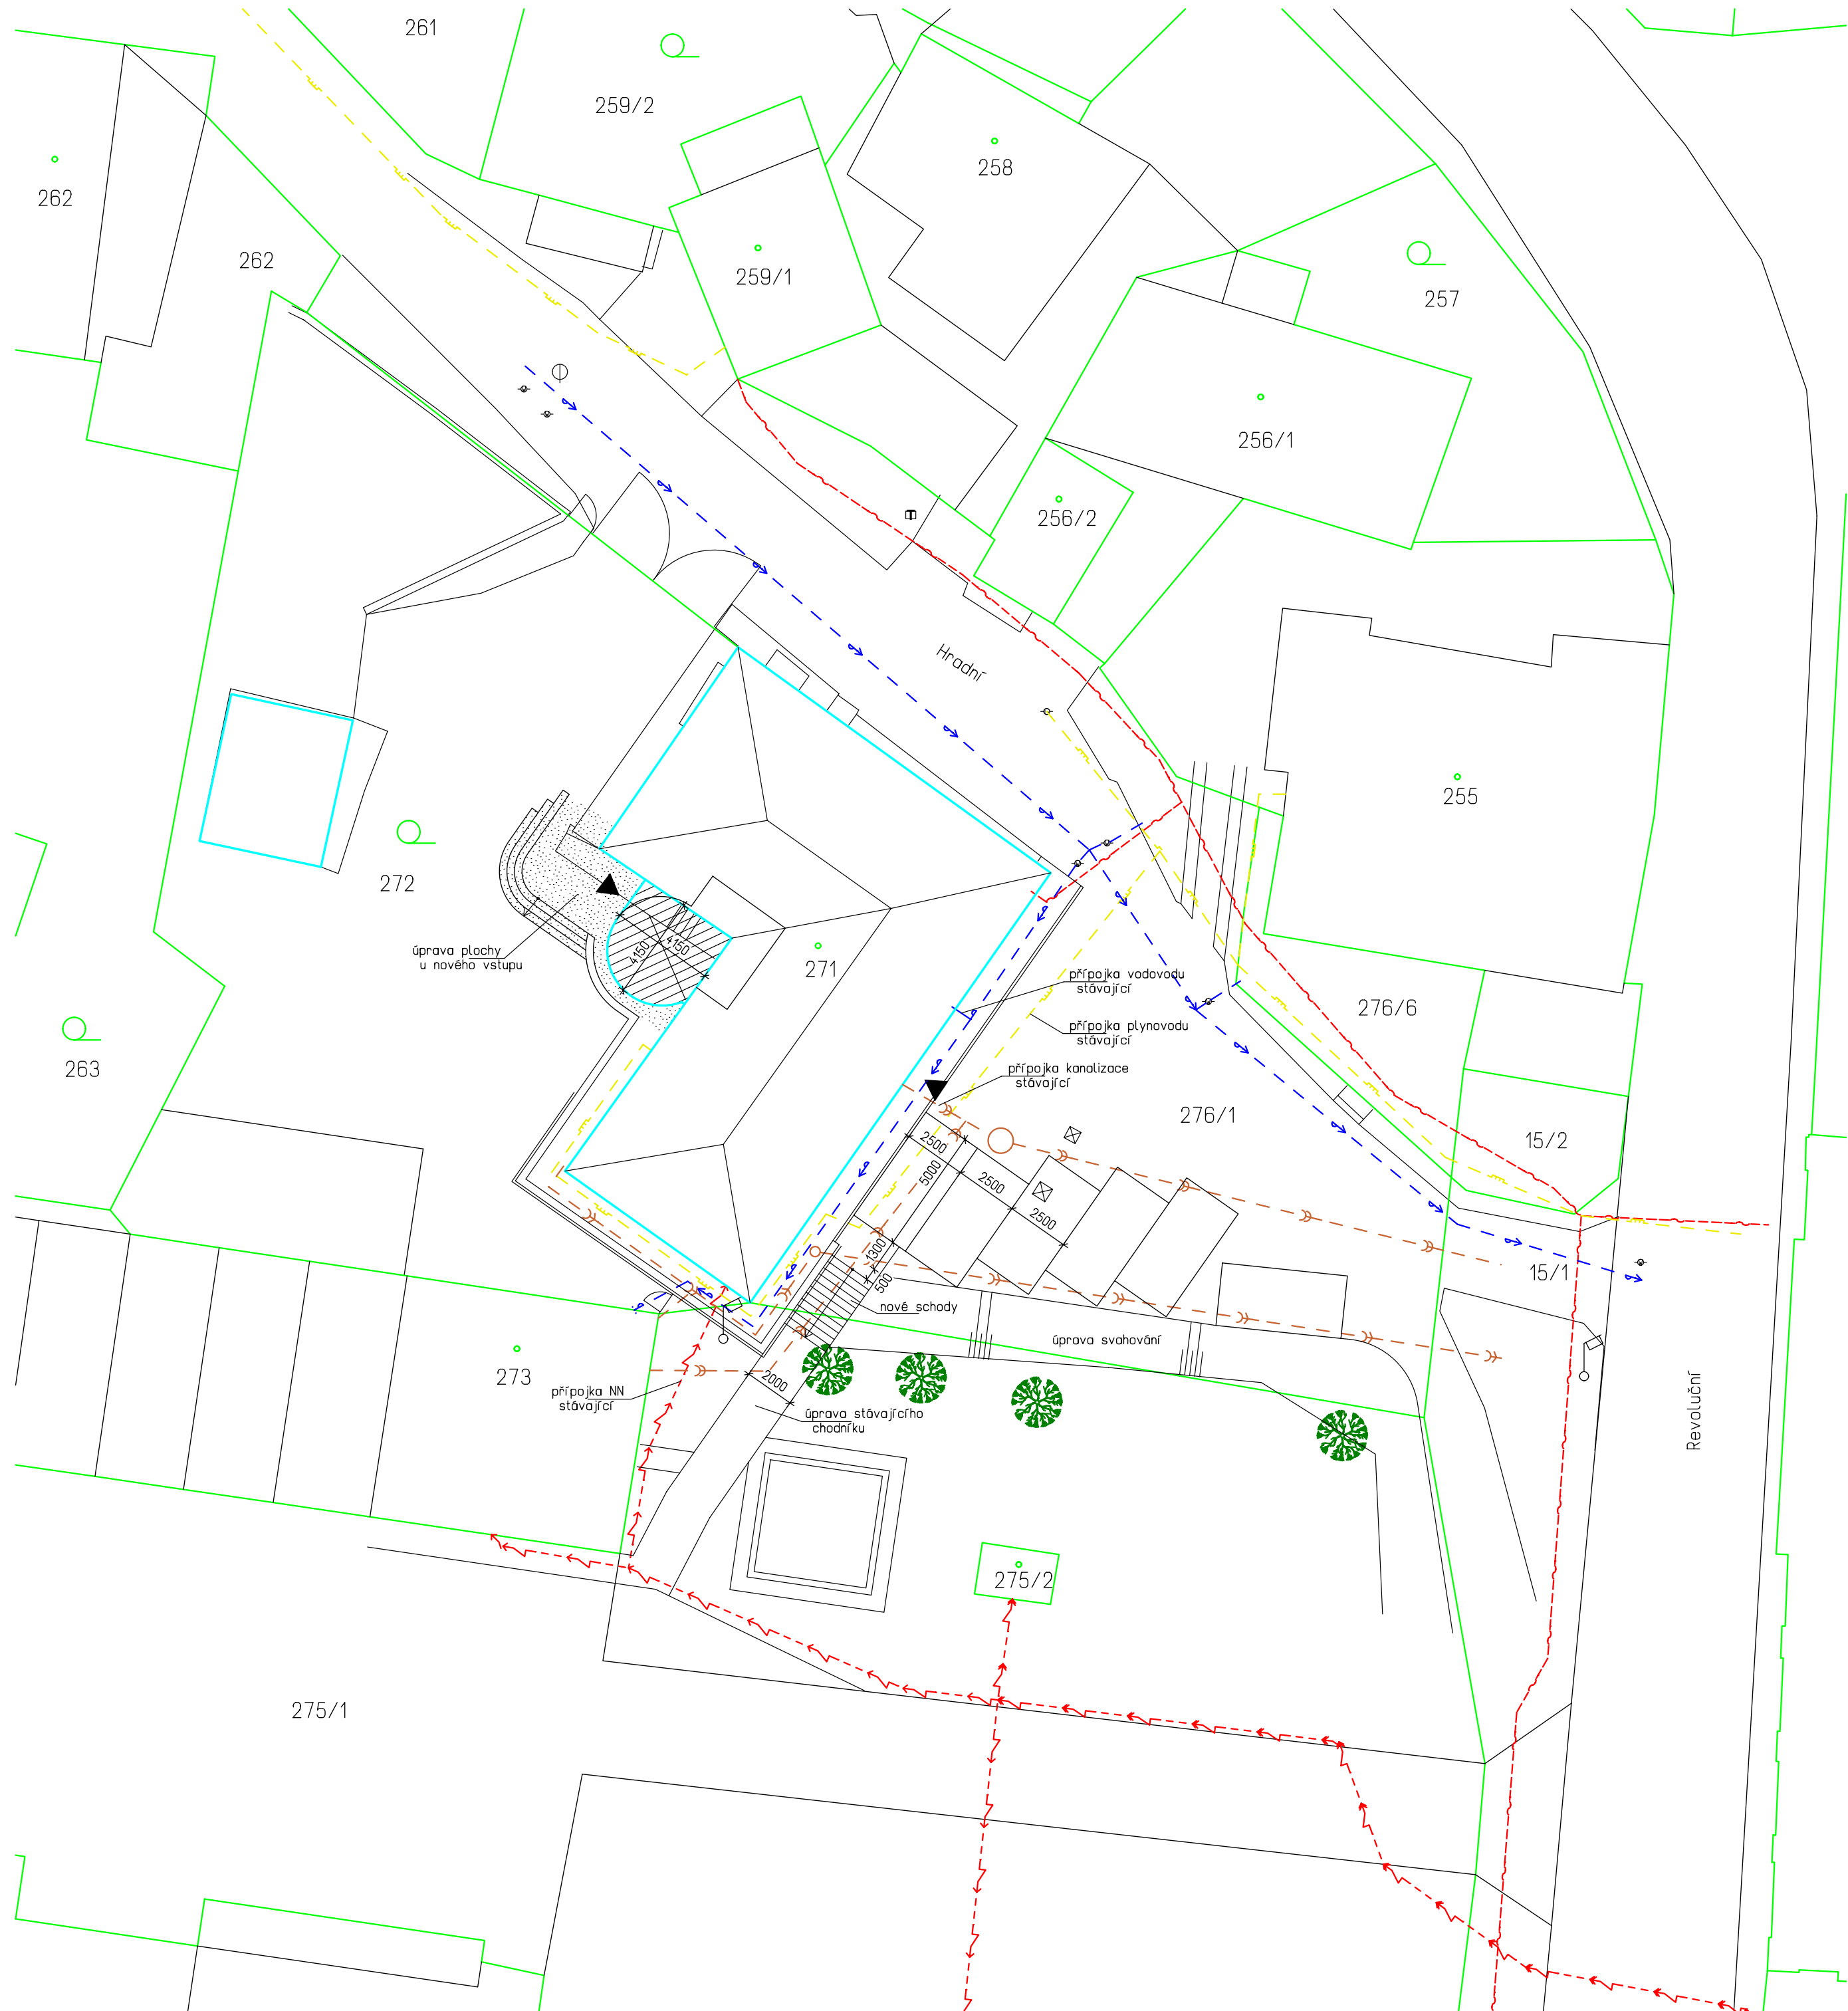 261
259/2
258
262
262
259/1
257
256/1
256/2
Hradní
255
272
úprava plochy
u nového vstupu
4150
4150
271
přípojka vodovodu
stávající
přípojka plynovodu
stávající
276/6
263
přípojka kanalizace
stávající
276/1
15/2
2500
5000
2500
2500
1300
500
15/1
nové schody
úprava svahování
273
přípojka NN
stávající
2000
úprava stávajícího
chodníku
Revoluční
275/2
275/1